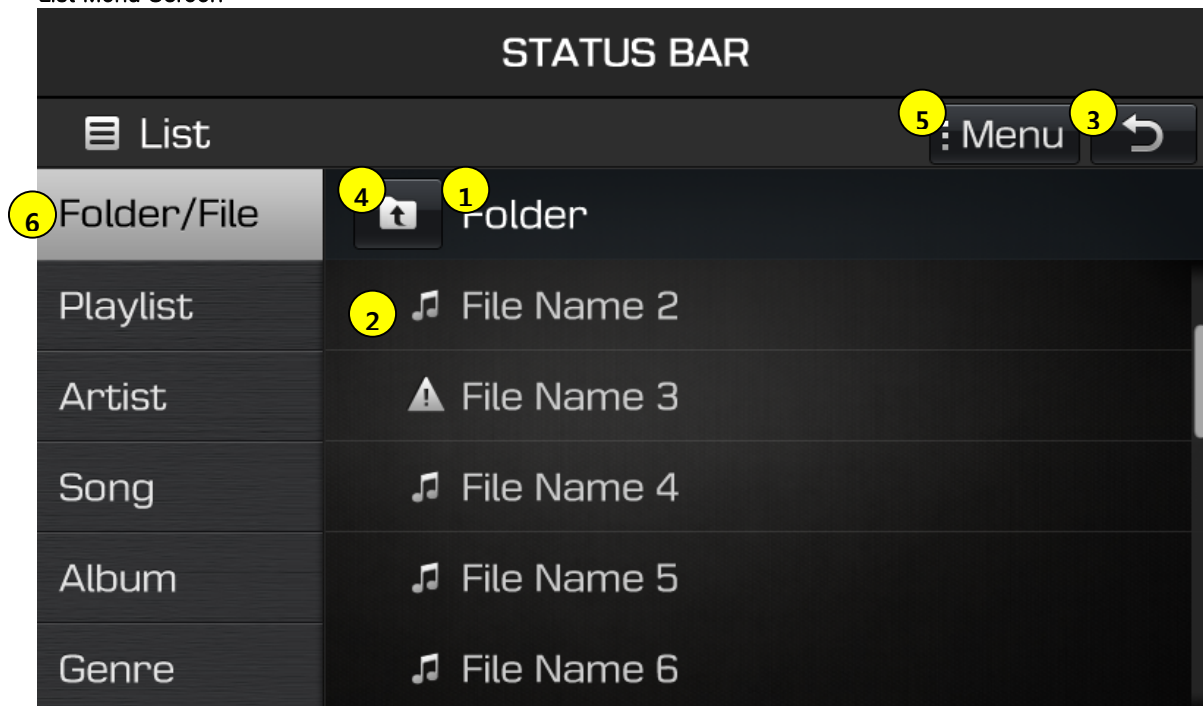 List Menu Screen
STATUS BAR
List
5
: Menu
3
6
Folder/File
4
1
Folder
Playlist
2
File Name 2
Artist
File Name 3
Song
File Name 4
Album
File Name 5
Genre
File Name 6